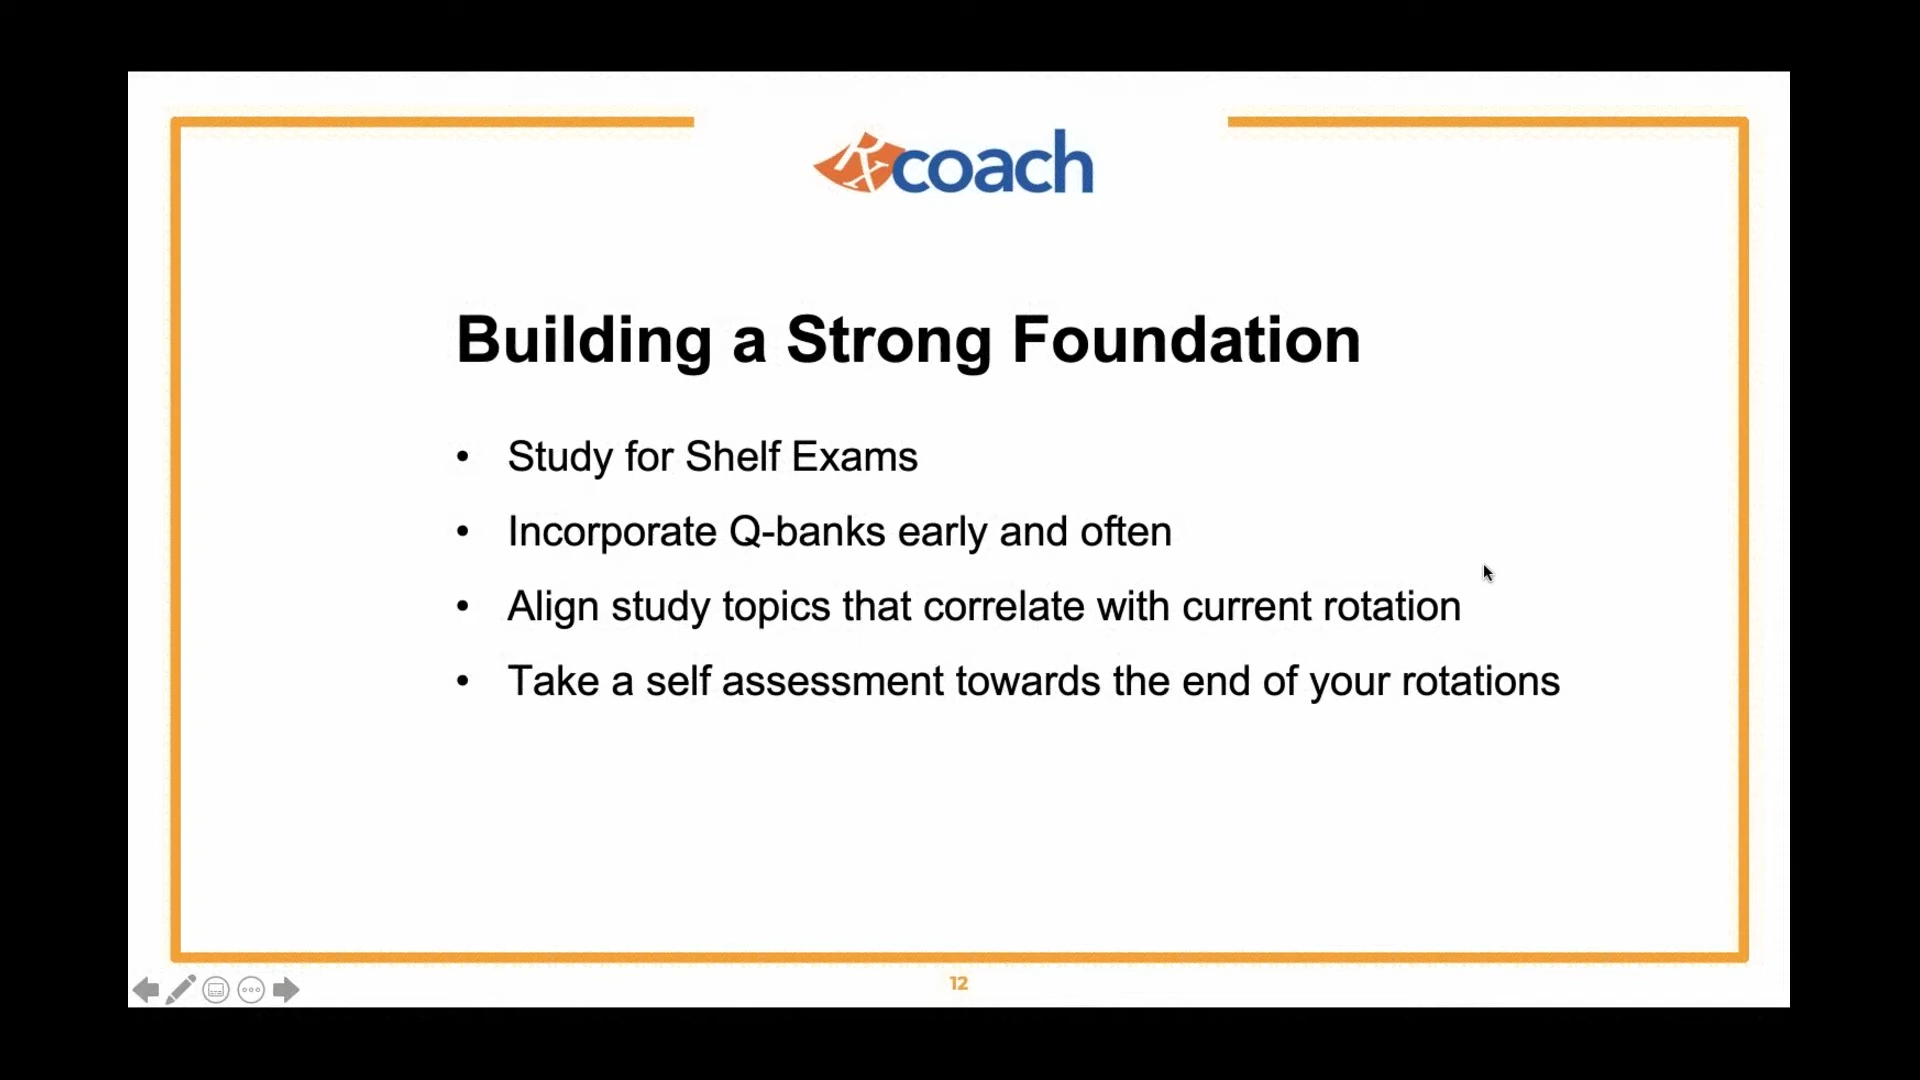 Rx coach
Building a Strong Foundation
• Study for Shelf Exams
• Incorporate Q-banks early and often
• Align study topics that correlate with current rotation
• Take a self assessment towards the end of your rotations
12